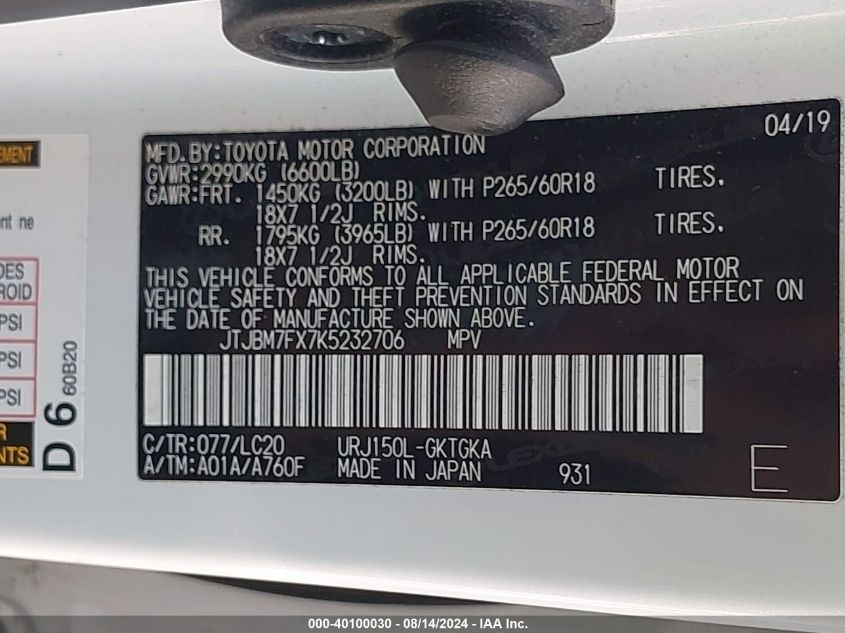 04/19
MFD.BY:TOYOTA MOTOR CORPORATION
GVWR:2990KG (6600LB)
GAWR:FRT. 1450KG (3200LB) WITH P265/60R18 TIRES.
18X7 1/2J RIMS.
RR. 1795KG (3965LB) WITH P265/60R18 TIRES.
18X7 1/2J RIMS.
THIS VEHICLE CONFORMS TO ALL APPLICABLE FEDERAL MOTOR
VEHICLE SAFETY AND THEFT PREVENTION STANDARDS IN EFFECT ON
THE DATE OF MANUFACTURE SHOWN ABOVE.
JTJBM7FX7K5232706 MPV
C/TR:077/LC20 URJ150L-GKTGKA
A/TM:A01A/A760F MADE IN JAPAN 931 E
PSI
PSI
PSI
D 6 60B20
000-40100030 - 08/14/2024 - IAA Inc.